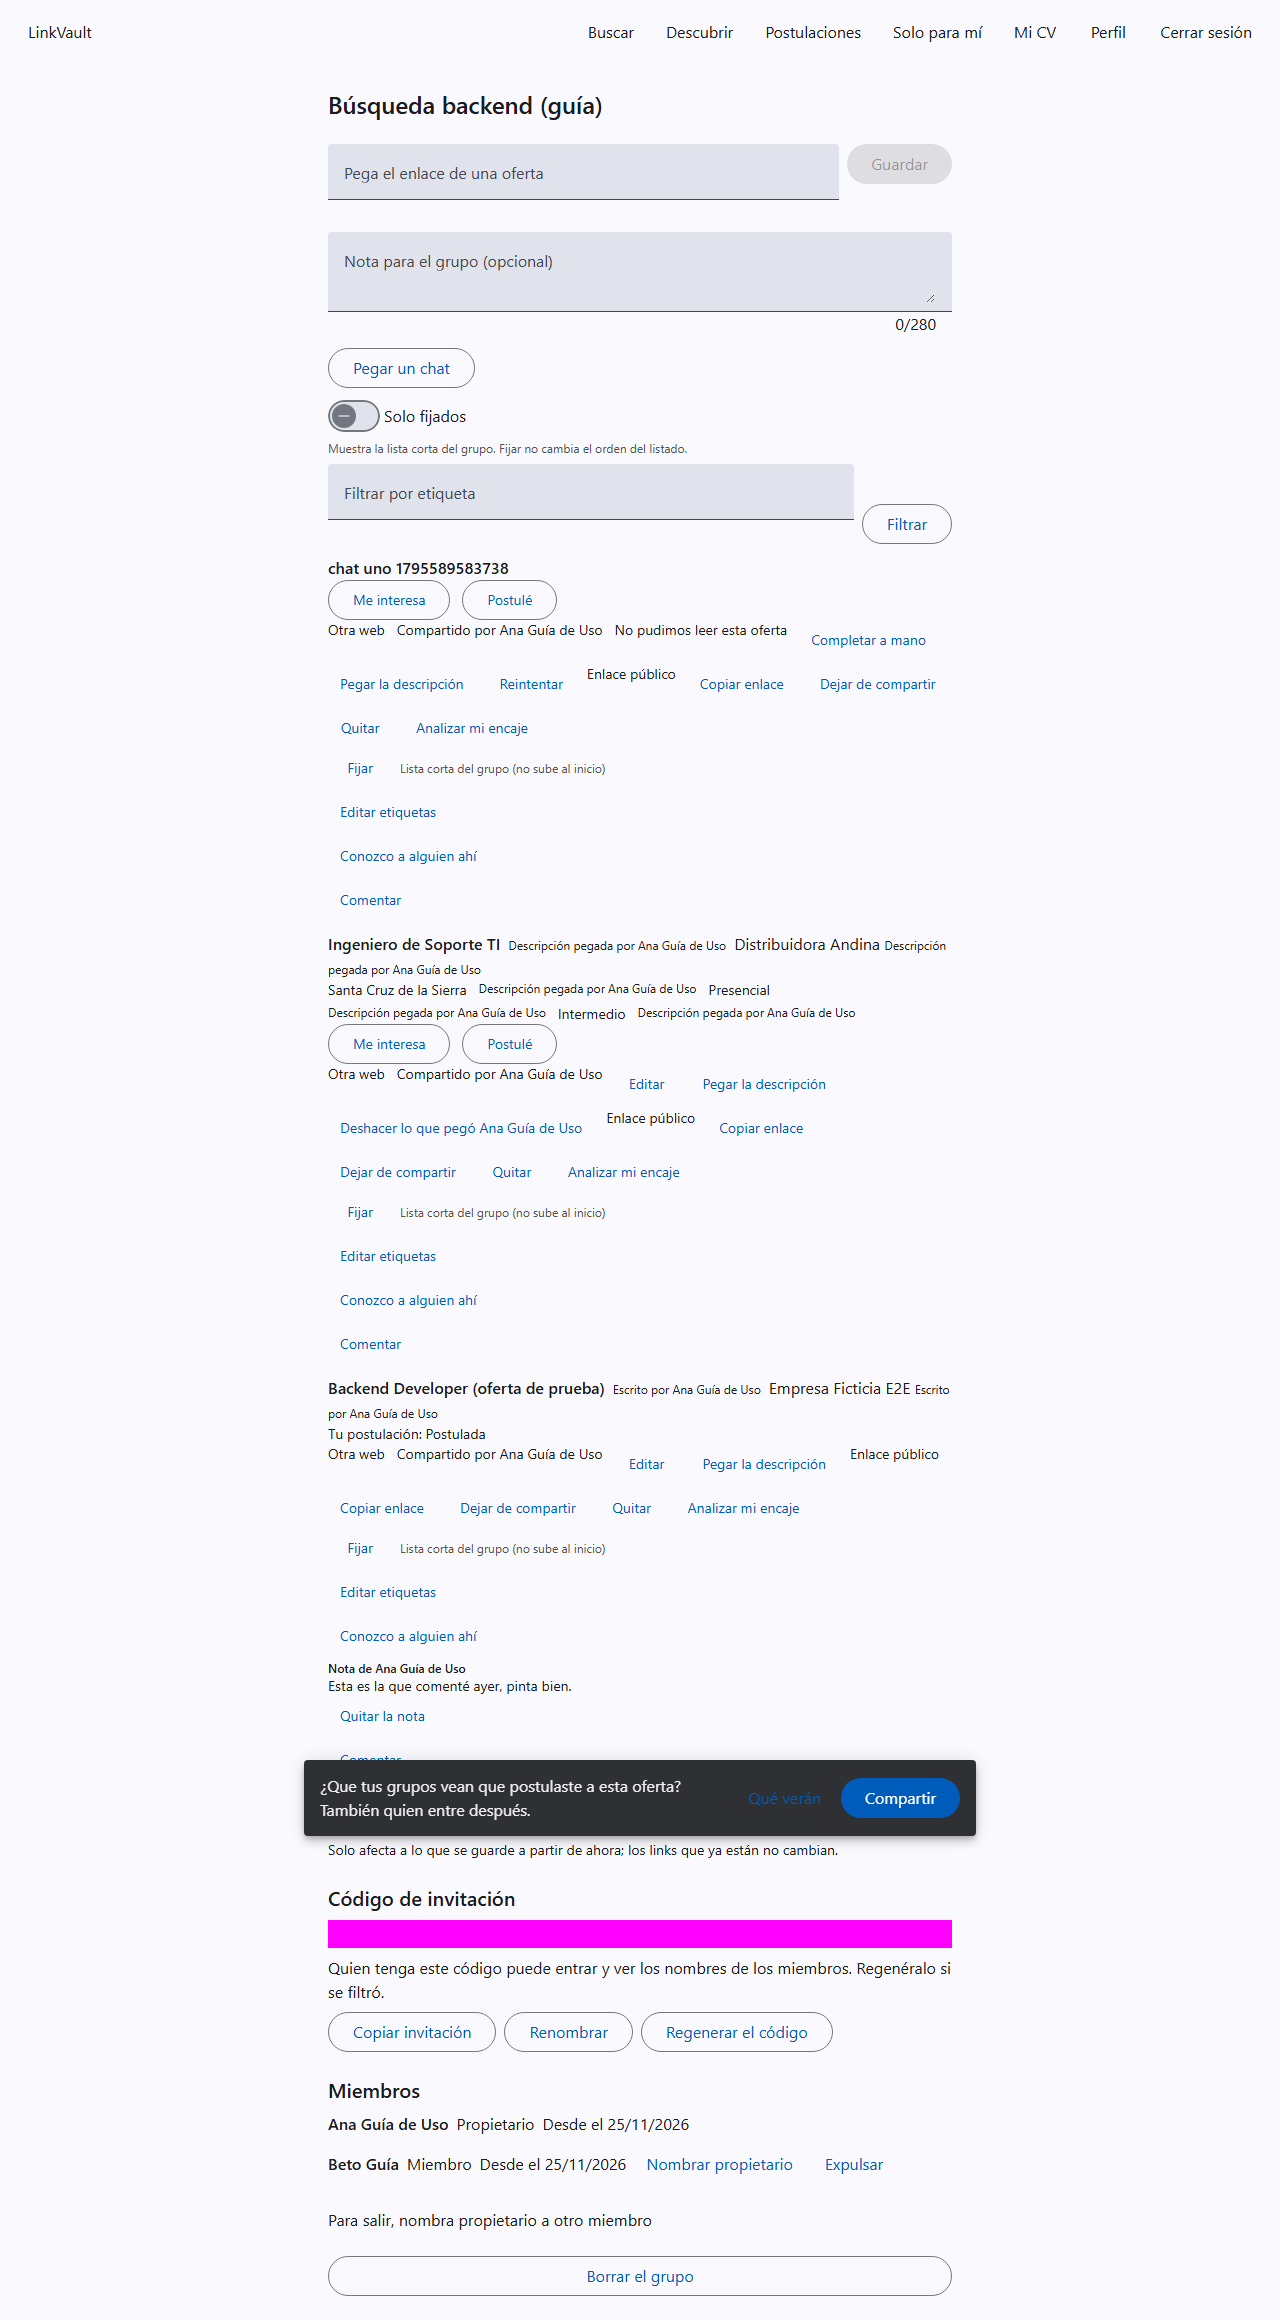 LinkVault
Buscar Descubrir Postulaciones Solo para mí Mi CV Perfil Cerrar sesión
Búsqueda backend (guía)
Pega el enlace de una oferta
Guardar
Nota para el grupo (opcional)
0/280
Pegar un chat
Solo fijados
Muestra la lista corta del grupo. Fijar no cambia el orden del listado.
Filtrar por etiqueta
Filtrar
chat uno 1795589583738
Me interesa Postulé
Otra web Compartido por Ana Guía de Uso No pudimos leer esta oferta Completar a mano
Pegar la descripción Reintentar Enlace público Copiar enlace Dejar de compartir
Quitar Analizar mi encaje
Fijar Lista corta del grupo (no sube al inicio)
Editar etiquetas
Conozco a alguien ahí
Comentar
Ingeniero de Soporte TI Descripción pegada por Ana Guía de Uso Distribuidora Andina Descripción
pegada por Ana Guía de Uso
Santa Cruz de la Sierra Descripción pegada por Ana Guía de Uso Presencial
Descripción pegada por Ana Guía de Uso Intermedio Descripción pegada por Ana Guía de Uso
Me interesa Postulé
Otra web Compartido por Ana Guía de Uso Editar Pegar la descripción
Deshacer lo que pegó Ana Guía de Uso Enlace público Copiar enlace
Dejar de compartir Quitar Analizar mi encaje
Fijar Lista corta del grupo (no sube al inicio)
Editar etiquetas
Conozco a alguien ahí
Comentar
Backend Developer (oferta de prueba) Escrito por Ana Guía de Uso Empresa Ficticia E2E Escrito
por Ana Guía de Uso
Tu postulación: Postulada
Otra web Compartido por Ana Guía de Uso Editar Pegar la descripción Enlace público
Copiar enlace Dejar de compartir Quitar Analizar mi encaje
Fijar Lista corta del grupo (no sube al inicio)
Editar etiquetas
Conozco a alguien ahí
Nota de Ana Guía de Uso
Esta es la que comenté ayer, pinta bien.
Quitar la nota
Comentar
¿Que tus grupos vean que postulaste a esta oferta?
También quien entre después.
Qué verán Compartir
Solo afecta a lo que se guarde a partir de ahora; los links que ya están no cambian.
Código de invitación
Quien tenga este código puede entrar y ver los nombres de los miembros. Regenéralo si
se filtró.
Copiar invitación Renombrar Regenerar el código
Miembros
Ana Guía de Uso Propietario Desde el 25/11/2026
Beto Guía Miembro Desde el 25/11/2026 Nombrar propietario Expulsar
Para salir, nombra propietario a otro miembro
Borrar el grupo